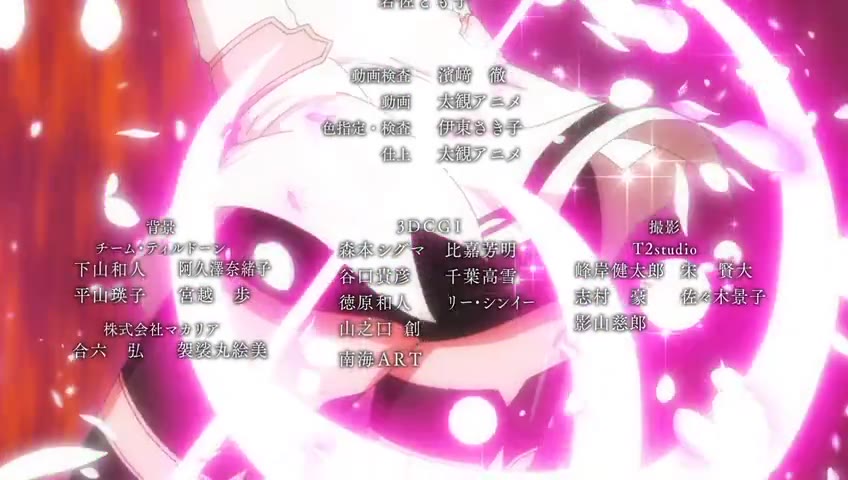 岩佐とも子
動画検査 濱﨑 徹
動画 太観アニメ
色指定・検査 伊東さき子
仕上 太観アニメ
背景
チーム・ティルドーン
下山和人 阿久澤奈緒子
平山瑛子 宮越 歩
株式会社マカリア
合六 弘 袈裟丸絵美
3DCGI
森本シグマ 比嘉芳明
谷口貴彦 千葉高雪
徳原和人 リー・シンイー
山之口 創
南海ART
撮影
T2studio
峰岸健太郎 朱 賢大
志村 豪 佐々木景子
影山慈郎